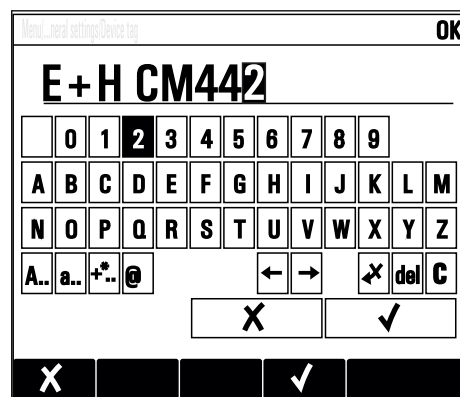 Menu/...neral settings/Device tag OK
E+H CM442
0 1 2 3 4 5 6 7 8 9
A B C D E F G H I J K L M
N O P Q R S T U V W X Y Z
A.. a.. +*.. @ ← → del C
✗ ✓
✗ ✓